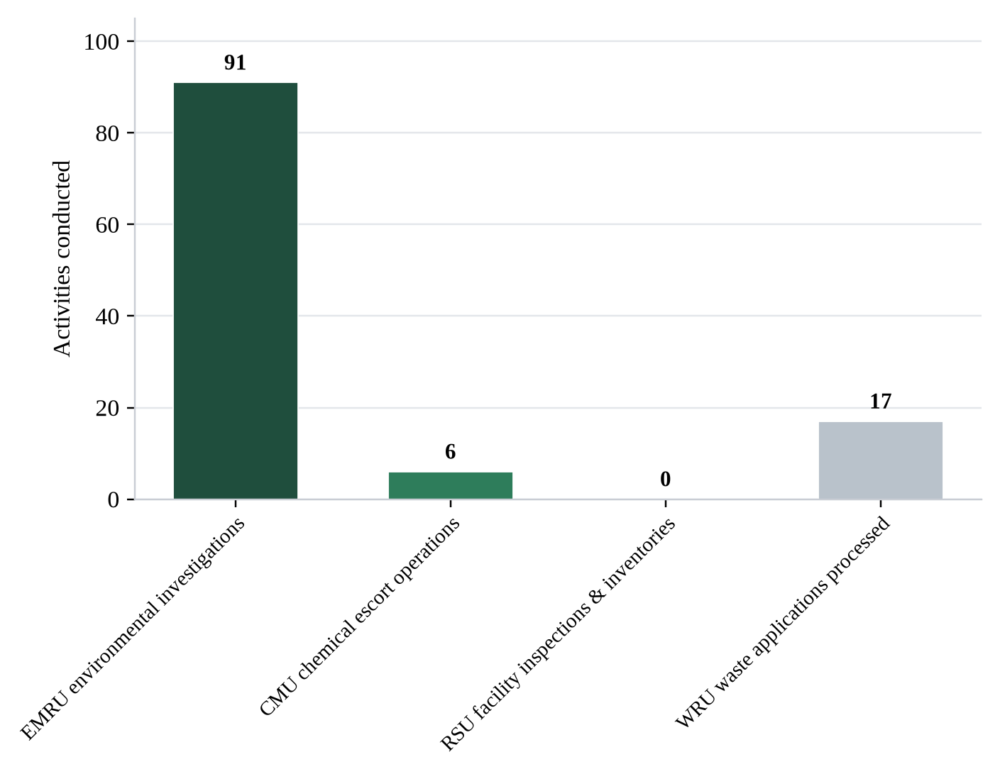 100
80
60
40
20
0
Activities conducted
91
6
0
17
EMRU environmental investigations
CMU chemical escort operations
RSU facility inspections & inventories
WRU waste applications processed